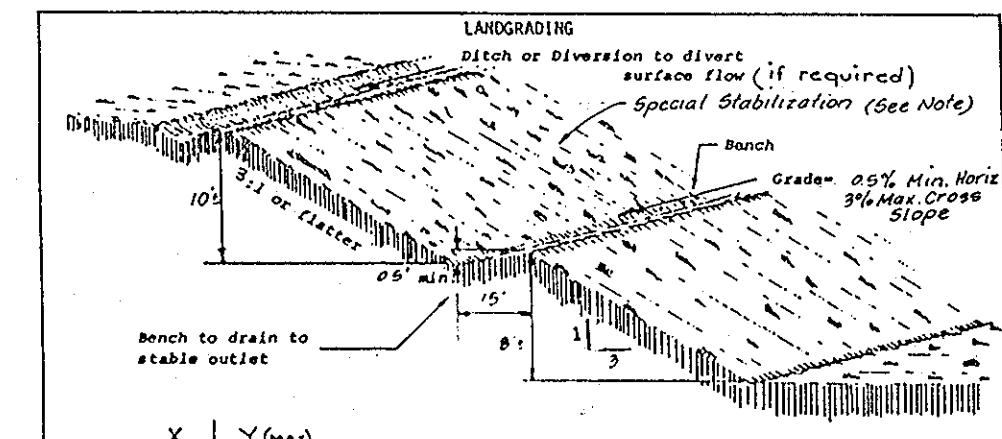 LANDGRADING
Ditch or Diversion to divert
surface flow (if required)
Special Stabilization (See Note)
Bench
Grade= 0.5% Min. Horiz
3% Max. Cross
Slope
10'±
3:1 or flatter
0.5' min
15'
Bench to drain to
stable outlet
8'±
1
3
X Y (max)